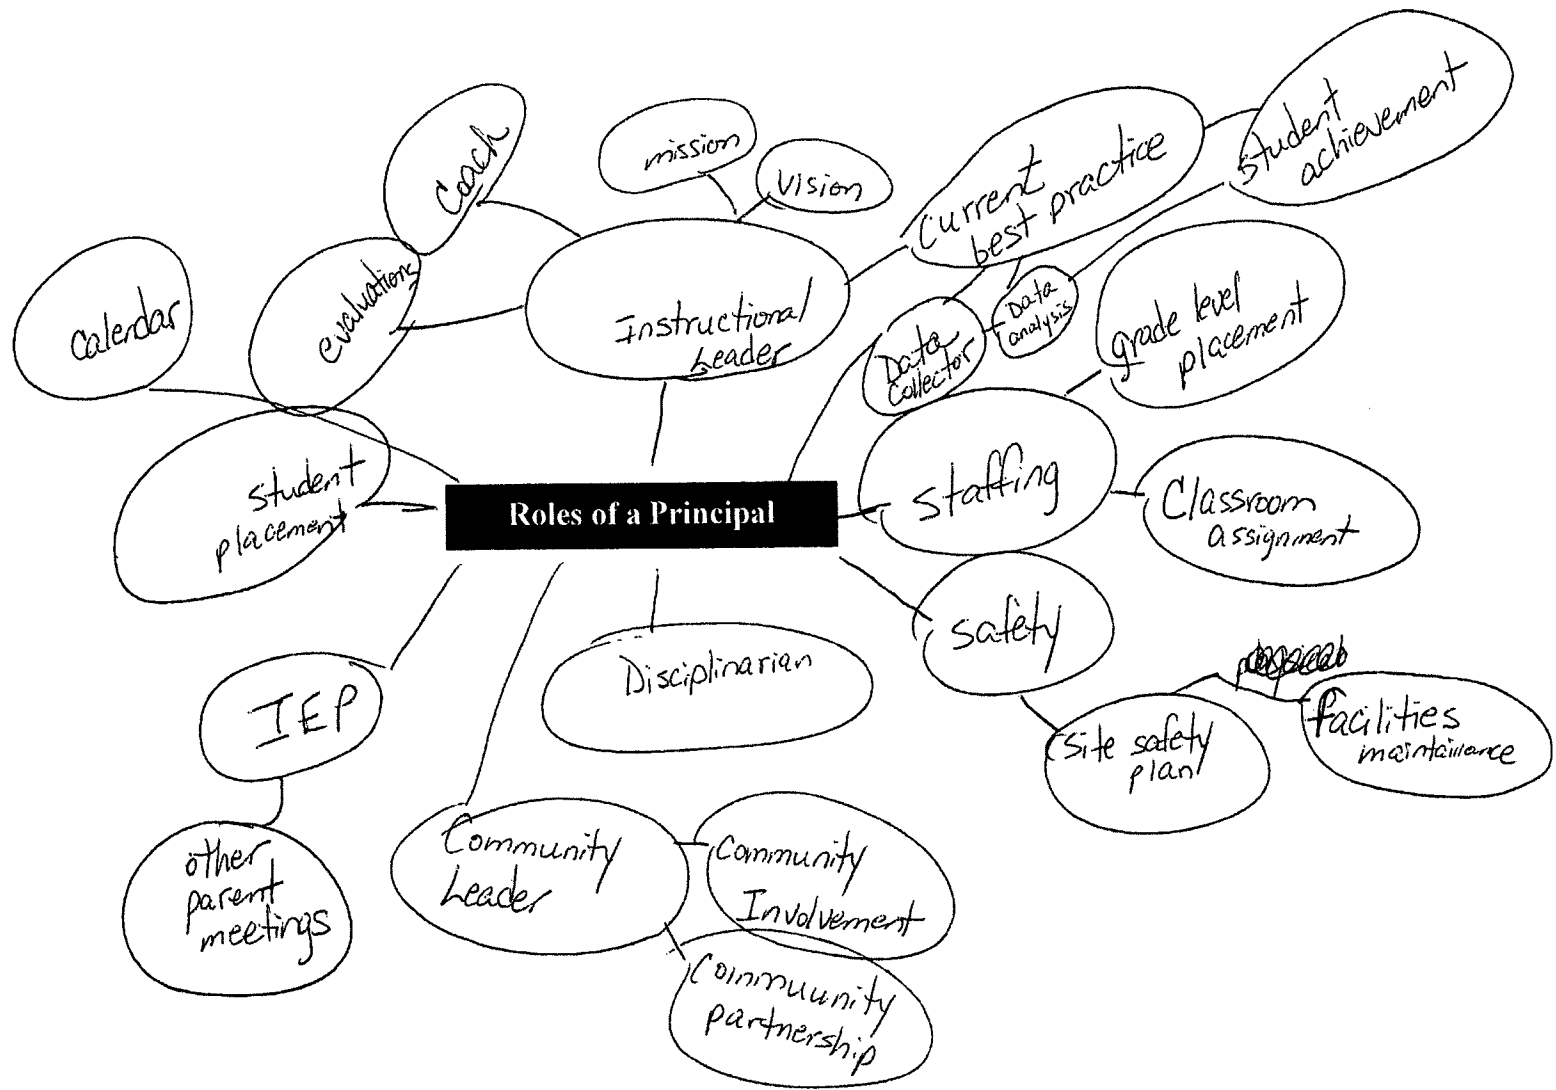 student
achievement
Coach
mission
vision
current
best practice
calendar
evaluations
Instructional
Leader
Data
Collector
Data
analysis
grade level
placement
student
placement
Roles of a Principal
staffing
Classroom
assignment
safety
Disciplinarian
IEP
site safety
plan
facilities
maintainance
other
parent
meetings
Community
Leader
Community
Involvement
Community
partnership